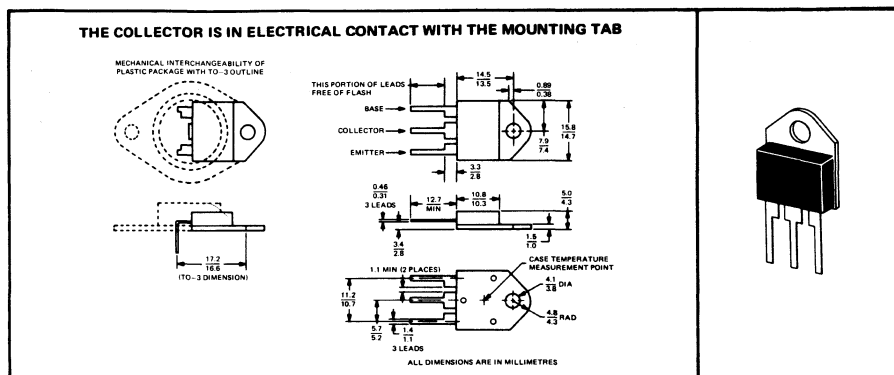 THE COLLECTOR IS IN ELECTRICAL CONTACT WITH THE MOUNTING TAB
MECHANICAL INTERCHANGEABILITY OF
PLASTIC PACKAGE WITH TO-3 OUTLINE
THIS PORTION OF LEADS
FREE OF FLASH
BASE
COLLECTOR
EMITTER
14.5
13.5
0.89
0.38
15.8
14.7
7.9
7.4
3.3
2.8
0.46
0.31
3 LEADS
12.7
MIN
10.8
10.3
5.0
4.3
3.4
2.8
1.5
1.0
17.2
16.6
(TO-3 DIMENSION)
1.1 MIN (2 PLACES)
CASE TEMPERATURE
MEASUREMENT POINT
4.1
3.8 DIA
11.2
10.7
4.8
4.3 RAD
5.7
5.2
1.4
1.1
3 LEADS
ALL DIMENSIONS ARE IN MILLIMETRES